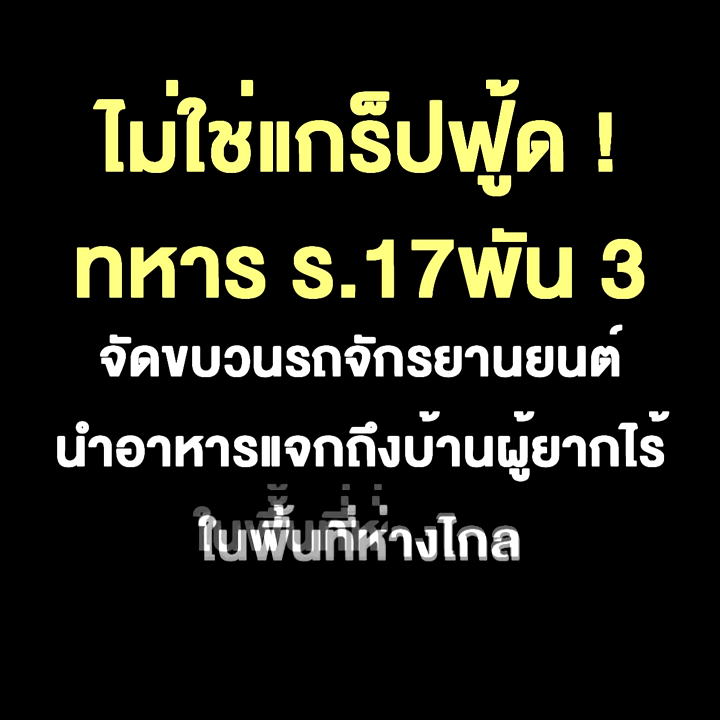 ไม่ใช่แกร็ปฟู้ด !
ทหาร ร.17พัน 3
จัดขบวนรถจักรยานยนต์
นำอาหารแจกถึงบ้านผู้ยากไร้
ในพื้นที่ห่างไกล